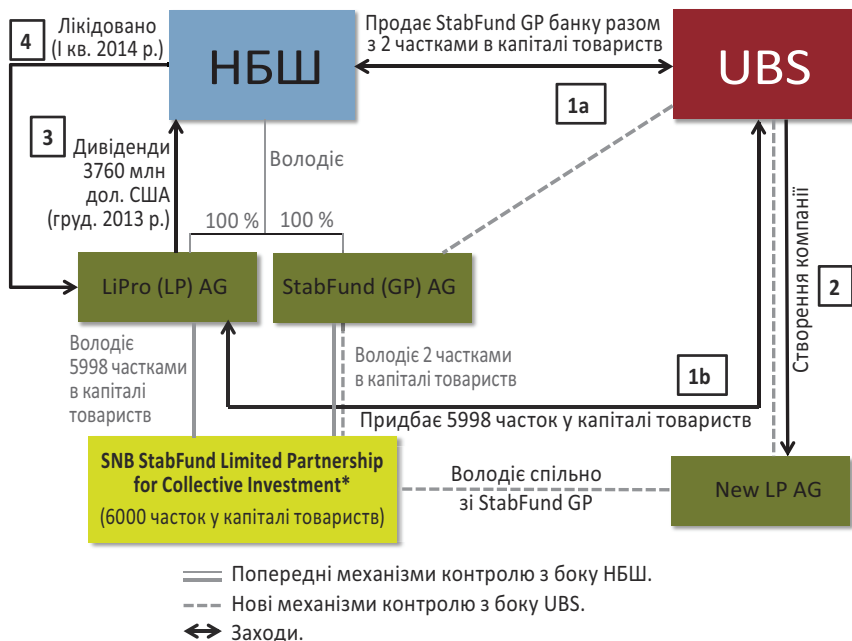 4
Лікідовано
(І кв. 2014 р.)
НБШ
Продає StabFund GP банку разом
з 2 частками в капіталі товариств
UBS
1a
3
Дивіденди
3760 млн
дол. США
(груд. 2013 р.)
Володіє
100 %
100 %
LiPro (LP) AG
StabFund (GP) AG
Створення компанії
2
Володіє
5998 частками
в капіталі
товариств
Володіє 2 частками
в капіталі товариств
1b
Придбає 5998 часток у капіталі товариств
SNB StabFund Limited Partnership
for Collective Investment*
(6000 часток у капіталі товариств)
Володіє спільно
зі StabFund GP
New LP AG
Попередні механізми контролю з боку НБШ.
Нові механізми контролю з боку UBS.
Заходи.